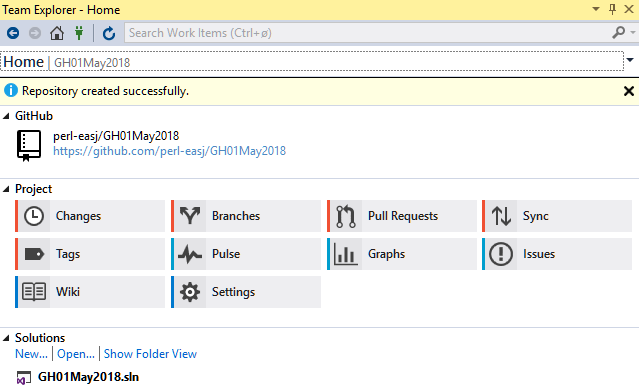 Team Explorer - Home
Search Work Items (Ctrl+ø)
Home | GH01May2018
Repository created successfully.
GitHub
perl-easj/GH01May2018
https://github.com/perl-easj/GH01May2018
Project
Changes Branches Pull Requests Sync
Tags Pulse Graphs Issues
Wiki Settings
Solutions
New... | Open... | Show Folder View
GH01May2018.sln